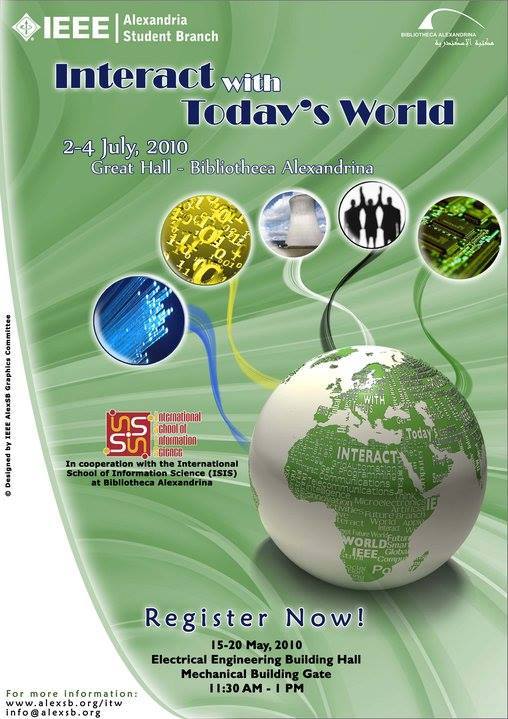 IEEE
Alexandria
Student Branch
BIBLIOTHECA ALEXANDRINA
مكتبة الإسكندرية
Interact with
Today's World
2-4 July, 2010
Great Hall - Bibliotheca Alexandrina
International
School of
Information
Science
In cooperation with the International
School of Information Science (ISIS)
at Bibliotheca Alexandrina
WITH
Today
INTERACT
WORLD
IEEE
© Designed by IEEE AlexSB Graphics Committee
Register Now!
15-20 May, 2010
Electrical Engineering Building Hall
Mechanical Building Gate
11:30 AM - 1 PM
For more Information:
www.alexsb.org/itw
info@alexsb.org